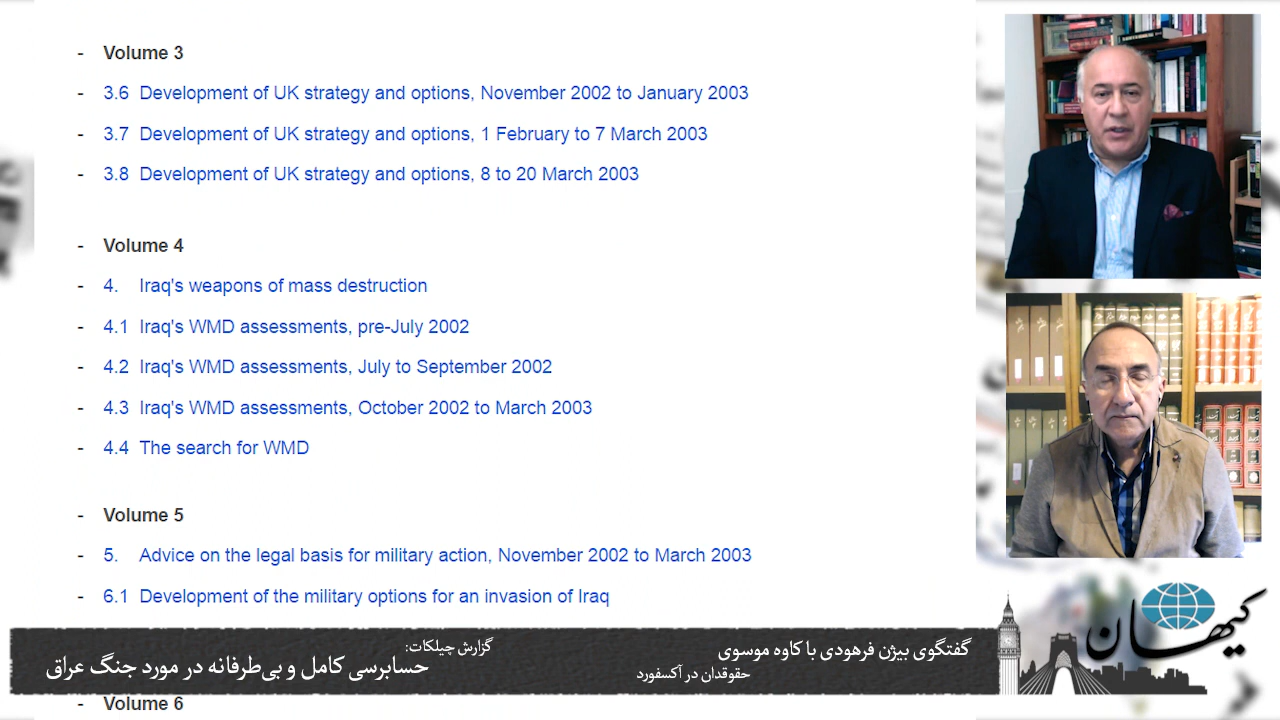 - Volume 3
- 3.6 Development of UK strategy and options, November 2002 to January 2003
- 3.7 Development of UK strategy and options, 1 February to 7 March 2003
- 3.8 Development of UK strategy and options, 8 to 20 March 2003
- Volume 4
- 4. Iraq's weapons of mass destruction
- 4.1 Iraq's WMD assessments, pre-July 2002
- 4.2 Iraq's WMD assessments, July to September 2002
- 4.3 Iraq's WMD assessments, October 2002 to March 2003
- 4.4 The search for WMD
- Volume 5
- 5. Advice on the legal basis for military action, November 2002 to March 2003
- 6.1 Development of the military options for an invasion of Iraq
گفتگوی بیژن فرهودی با کاوه موسوی
حقوقدان در آکسفورد
گزارش چیلکات:
حسابرسی کامل و بی‌طرفانه در مورد جنگ عراق
کیهان
- Volume 6